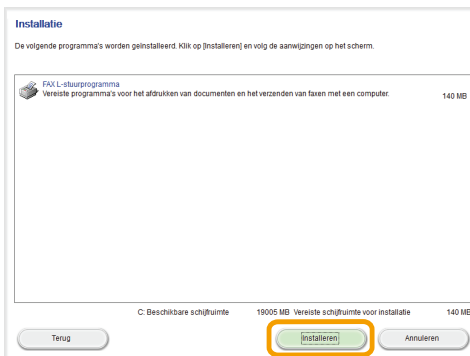 Installatie
De volgende programma's worden geïnstalleerd. Klik op [Installeren] en volg de aanwijzingen op het scherm.
FAX L-stuurprogramma
Vereiste programma's voor het afdrukken van documenten en het verzenden van faxen met een computer.
140 MB
C: Beschikbare schijfruimte 19005 MB Vereiste schijfruimte voor installatie 140 MB
Terug Installeren Annuleren